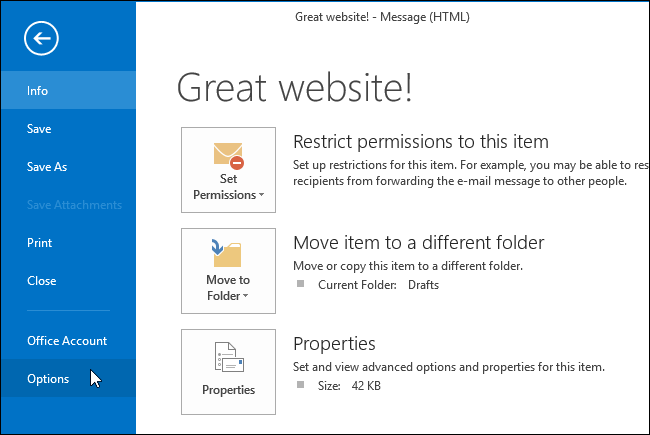 Great website! - Message (HTML)
Info
Save
Save As
Save Attachments
Print
Close
Office Account
Options
Great website!
Set
Permissions
Restrict permissions to this item
Set up restrictions for this item. For example, you may be able to res
recipients from forwarding the e-mail message to other people.
Move to
Folder
Move item to a different folder
Move or copy this item to a different folder.
Current Folder: Drafts
Properties
Properties
Set and view advanced options and properties for this item.
Size: 42 KB